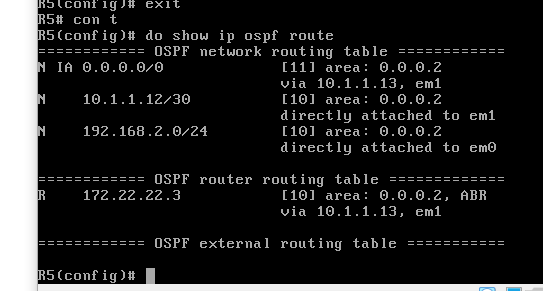 R5(config)# exit
R5# con t
R5(config)# do show ip ospf route
============ OSPF network routing table ============
N IA 0.0.0.0/0              [11] area: 0.0.0.2
                            via 10.1.1.13, em1
N    10.1.1.12/30           [10] area: 0.0.0.2
                            directly attached to em1
N    192.168.2.0/24         [10] area: 0.0.0.2
                            directly attached to em0
============ OSPF router routing table =============
R    172.22.22.3            [10] area: 0.0.0.2, ABR
                            via 10.1.1.13, em1
============ OSPF external routing table ===========
R5(config)#